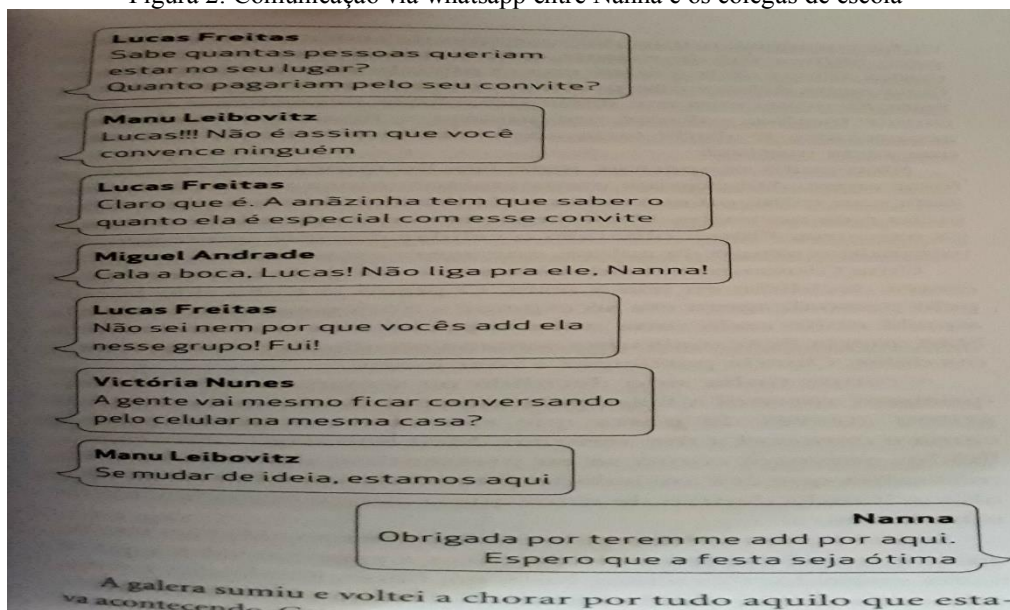 Figura 2: Comunicação via whatsapp entre Nanna e os colegas de escola
Lucas Freitas
Sabe quantas pessoas queriam
estar no seu lugar?
Quanto pagariam pelo seu convite?
Manu Leibovitz
Lucas!!! Não é assim que você
convence ninguém
Lucas Freitas
Claro que é. A anãzinha tem que saber o
quanto ela é especial com esse convite
Miguel Andrade
Cala a boca, Lucas! Não liga pra ele, Nanna!
Lucas Freitas
Não sei nem por que vocês add ela
nesse grupo! Fui!
Victória Nunes
A gente vai mesmo ficar conversando
pelo celular na mesma casa?
Manu Leibovitz
Se mudar de ideia, estamos aqui
Nanna
Obrigada por terem me add por aqui.
Espero que a festa seja ótima
A galera sumiu e voltei a chorar por tudo aquilo que esta-
va acontecendo.